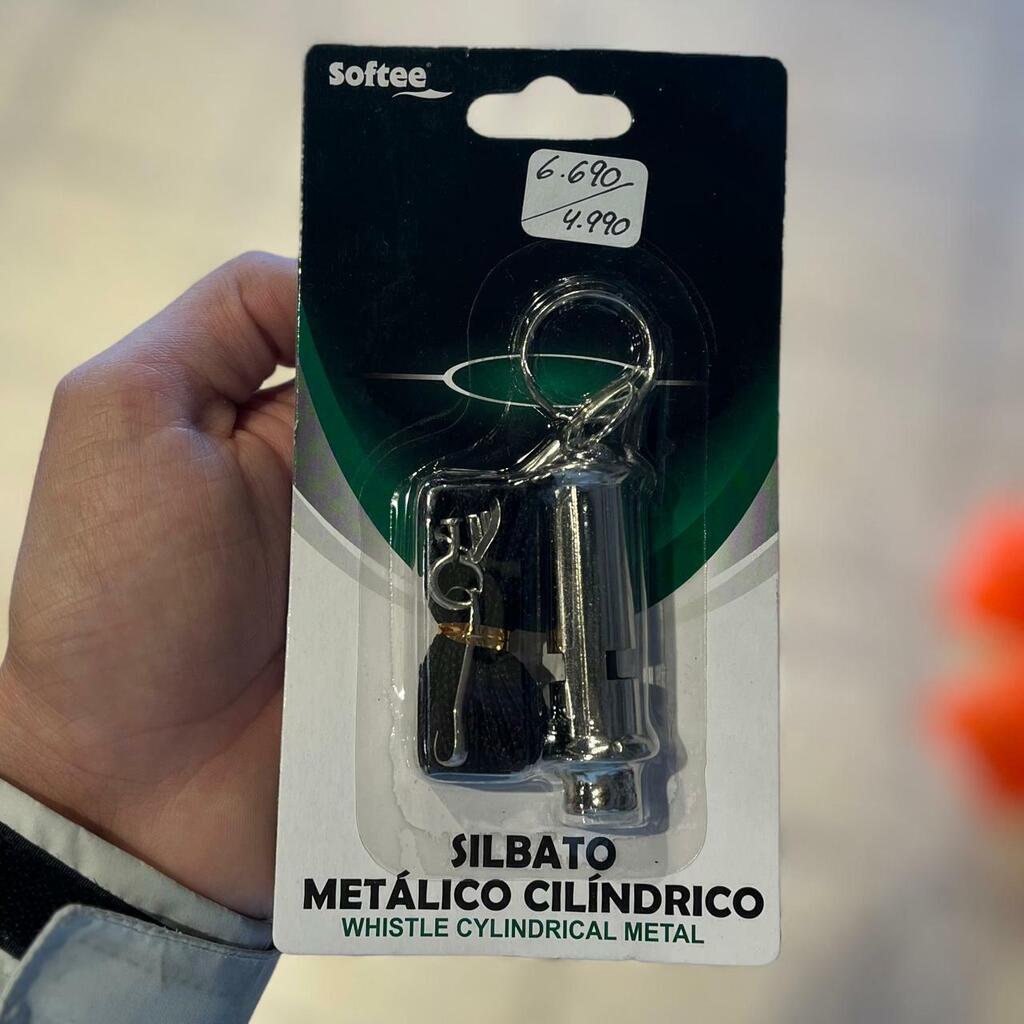 Softee
6.690
4.990
SILBATO
METÁLICO CILÍNDRICO
WHISTLE CYLINDRICAL METAL